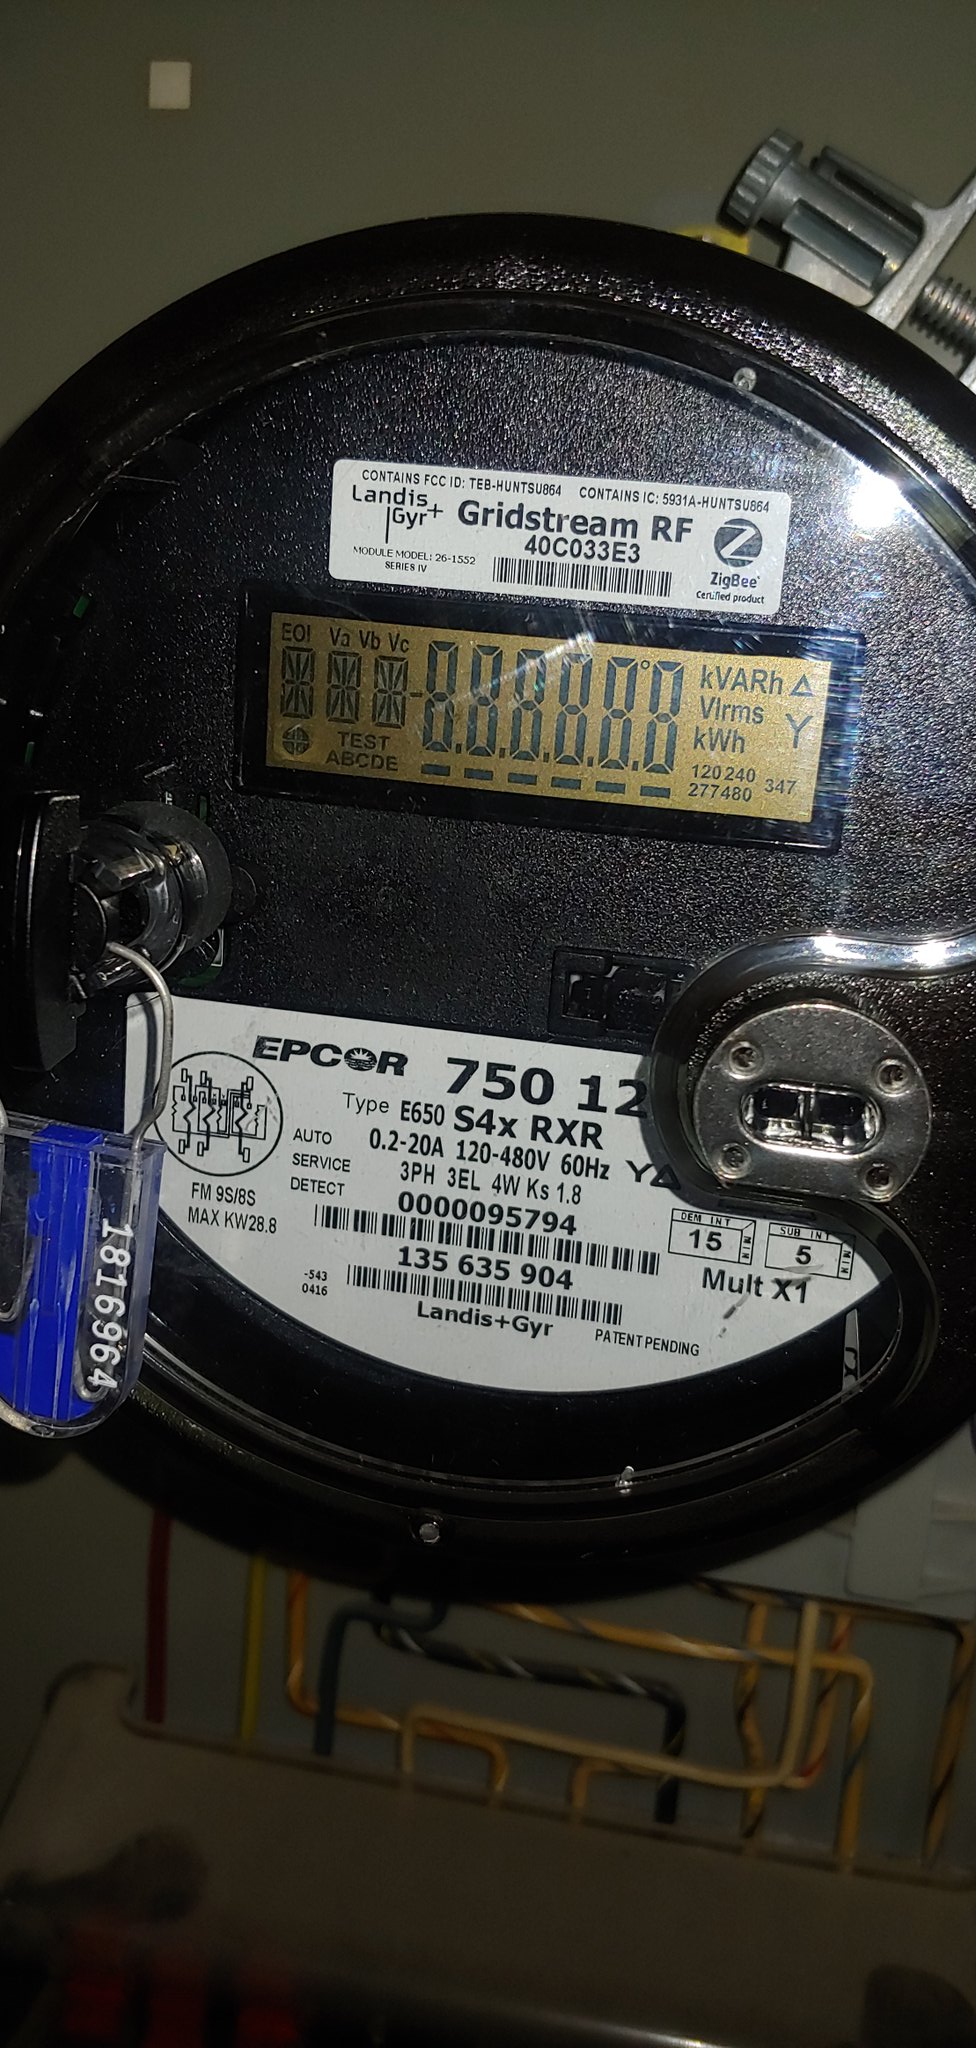 CONTAINS FCC ID: TEB-HUNTSU864 CONTAINS IC: 5931A-HUNTSU864
Landis+Gyr+ Gridstream RF
40C033E3
MODULE MODEL: 26-1552
SERIES IV
ZigBee
Certified product
EOI Va Vb Vc
888-888888
kVARh
Vlrms
kWh
Y
TEST
ABCDE
120 240 347
277 480
EPCOR 750 12
Type E650 S4x RXR
AUTO SERVICE DETECT
0.2-20A 120-480V 60Hz Y△
3PH 3EL 4W Ks 1.8
FM 9S/8S
MAX KW28.8
0000095794
135 635 904
-543
0416
Landis+Gyr
PATENT PENDING
DEM INT
15 MIN
SUB INT
5 MIN
Mult X1
1816964